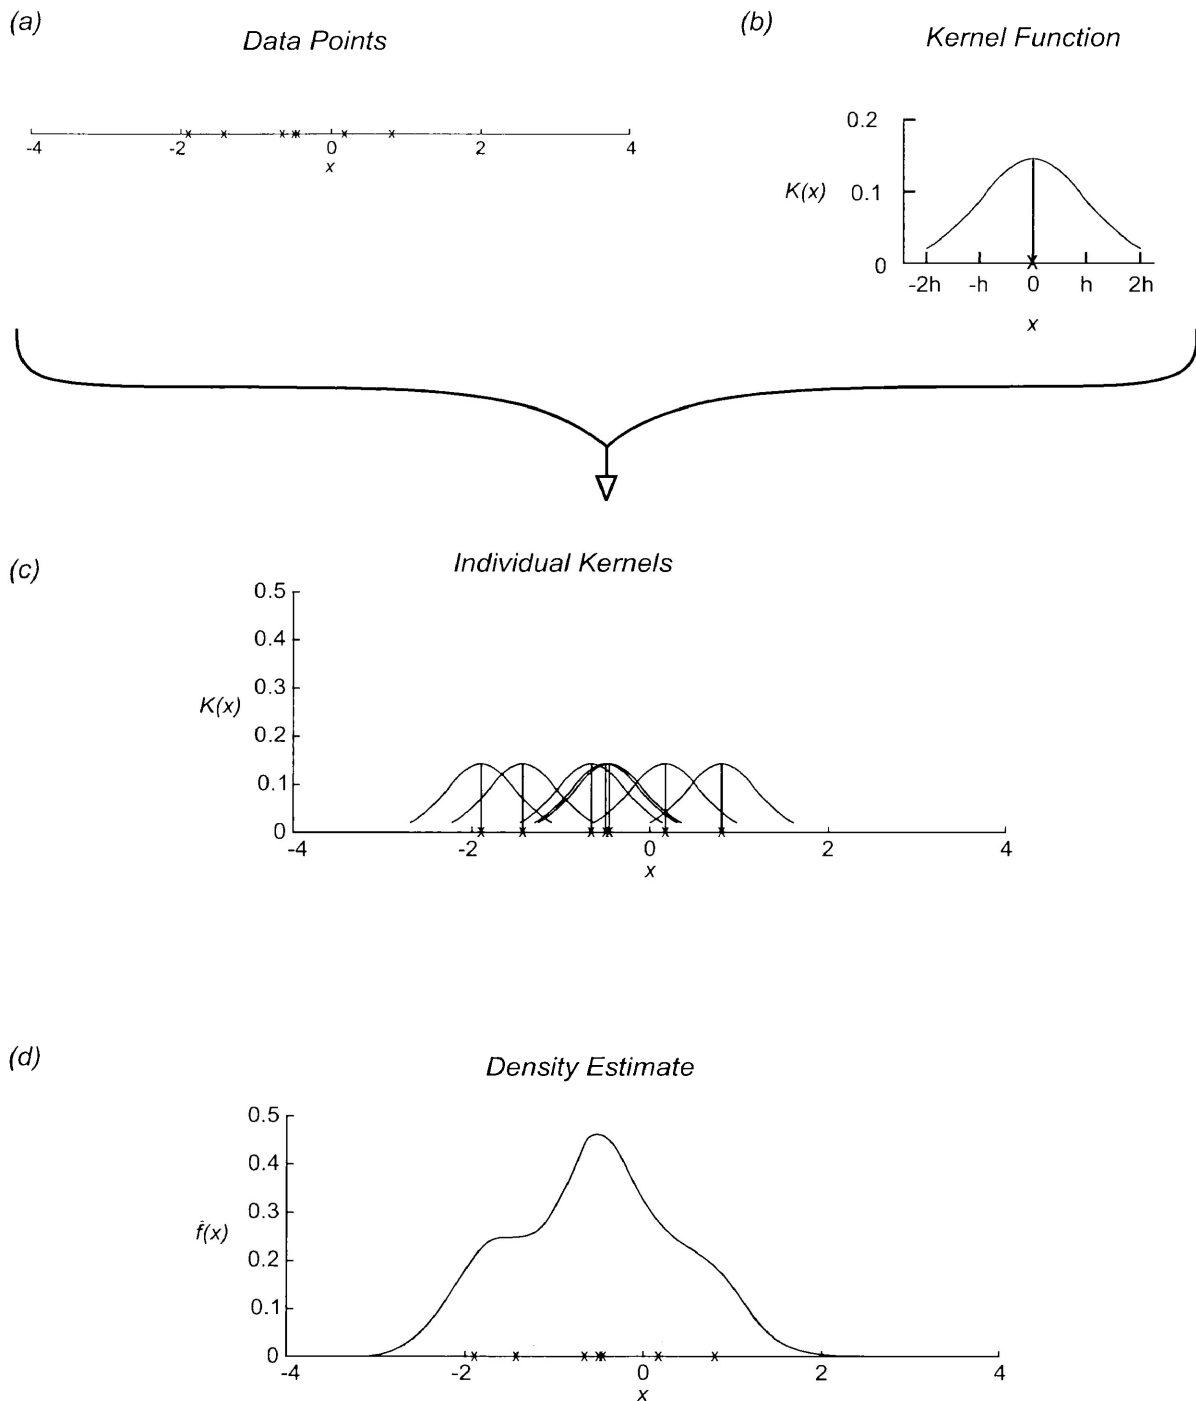 (a)
Data Points
-4 -2 0 2 4
x
(b)
Kernel Function
0.2
K(x) 0.1
0
-2h -h 0 h 2h
x
(c)
Individual Kernels
0.5
0.4
0.3
K(x)
0.2
0.1
0
-4 -2 0 2 4
x
(d)
Density Estimate
0.5
0.4
0.3
f̂(x)
0.2
0.1
0
-4 -2 0 2 4
x